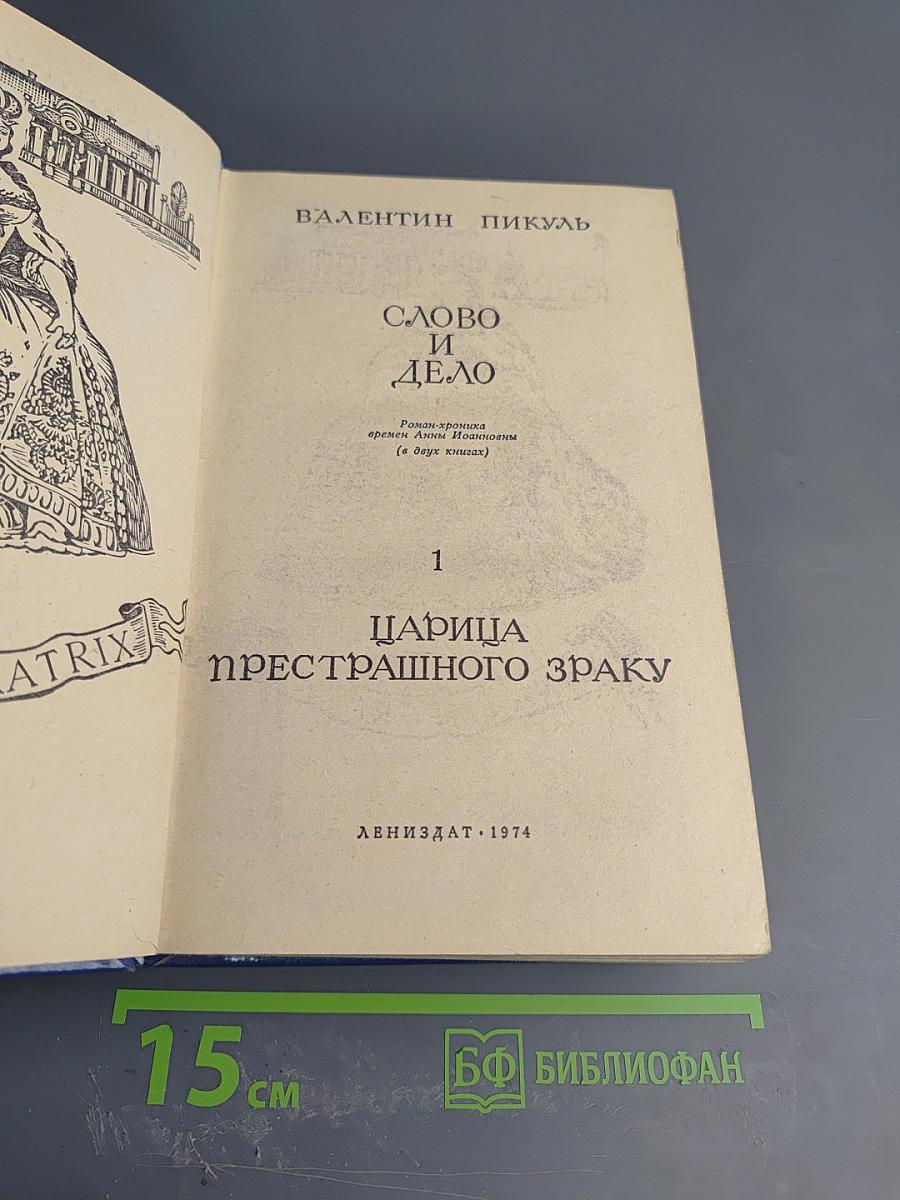 ВАЛЕНТИН ПИКУЛЬ
СЛОВО
И
ДЕЛО
Роман-хроника
времен Анны Иоанновны
(в двух книгах)
1
ЦАРИЦА
ПРЕСТРАШНОГО ЗРАКУ
ЛЕНИЗДАТ • 1974
ATRIX
15 см
БФ БИБЛИОФАН